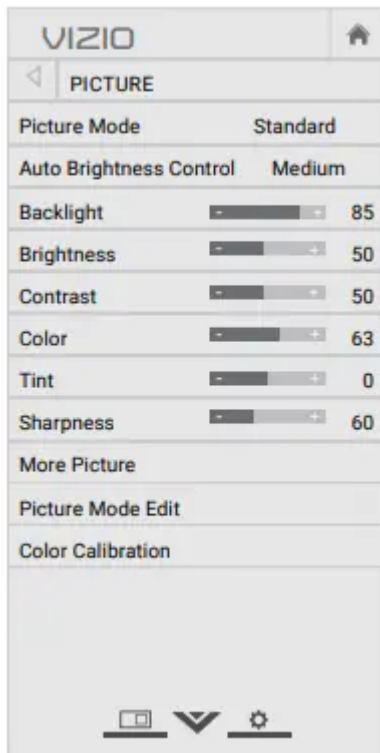 VIZIO
PICTURE
Picture Mode Standard
Auto Brightness Control Medium
Backlight - + 85
Brightness - + 50
Contrast - + 50
Color - + 63
Tint - + 0
Sharpness - + 60
More Picture
Picture Mode Edit
Color Calibration